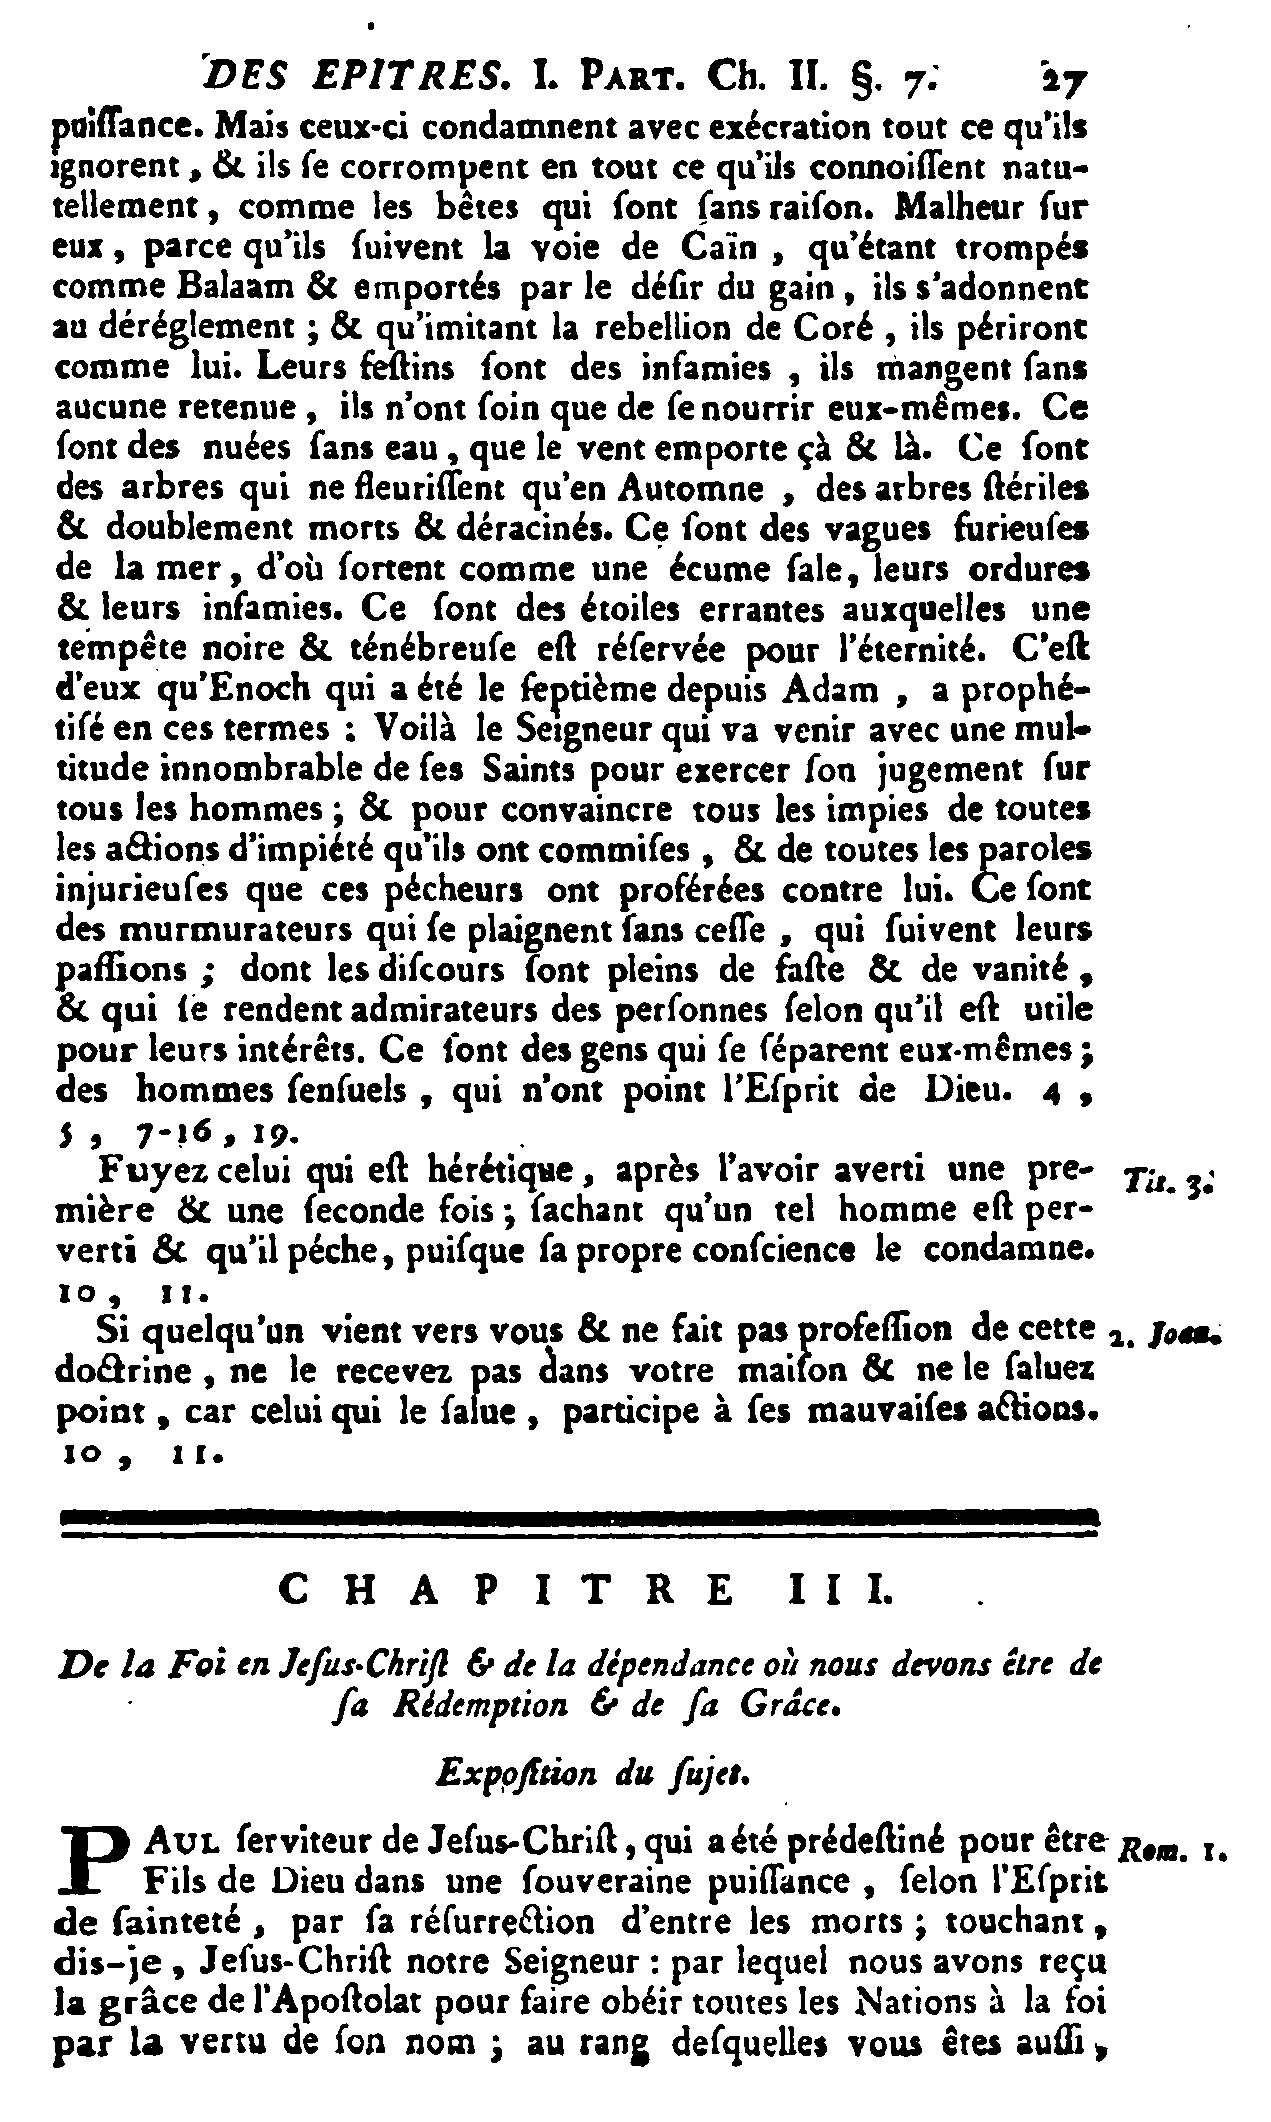 DES EPITRES. I. PART. Ch. II. §. 7. 27
puissance. Mais ceux-ci condamnent avec exécration tout ce qu'ils
ignorent, & ils ſe corrompent en tout ce qu'ils connoiſſent natu-
tellement, comme les bêtes qui ſont ſans raiſon. Malheur ſur
eux, parce qu'ils ſuivent la voie de Caïn, qu'étant trompés
comme Balaam & emportés par le déſir du gain, ils s'adonnent
au déréglement; & qu'imitant la rebellion de Coré, ils périront
comme lui. Leurs feſtins ſont des infamies, ils mangent ſans
aucune retenue, ils n'ont ſoin que de ſe nourrir eux-mêmes. Ce
ſont des nuées ſans eau, que le vent emporte çà & là. Ce ſont
des arbres qui ne fleuriſſent qu'en Automne, des arbres ſtériles
& doublement morts & déracinés. Ce ſont des vagues furieuſes
de la mer, d'où ſortent comme une écume ſale, leurs ordures
& leurs infamies. Ce ſont des étoiles errantes auxquelles une
tempête noire & ténébreuſe eſt réſervée pour l'éternité. C'eſt
d'eux qu'Enoch qui a été le ſeptième depuis Adam, a prophé-
tiſé en ces termes: Voilà le Seigneur qui va venir avec une mul-
titude innombrable de ſes Saints pour exercer ſon jugement ſur
tous les hommes; & pour convaincre tous les impies de toutes
les actions d'impiété qu'ils ont commiſes, & de toutes les paroles
injurieuſes que ces pécheurs ont proférées contre lui. Ce ſont
des murmurateurs qui ſe plaignent ſans ceſſe, qui ſuivent leurs
paſſions; dont les diſcours ſont pleins de faſte & de vanité,
& qui ſe rendent admirateurs des perſonnes ſelon qu'il eſt utile
pour leurs intérêts. Ce ſont des gens qui ſe ſéparent eux-mêmes;
des hommes ſenſuels, qui n'ont point l'Eſprit de Dieu. 4,
5, 7-16, 19.
Fuyez celui qui eſt hérétique, après l'avoir averti une pre- Tit. 3.
mière & une ſeconde fois; ſachant qu'un tel homme eſt per-
verti & qu'il péche, puiſque ſa propre conſcience le condamne.
10, 11.
Si quelqu'un vient vers vous & ne fait pas profeſſion de cette 2. Joan.
doctrine, ne le recevez pas dans votre maiſon & ne le ſaluez
point, car celui qui le ſalue, participe à ſes mauvaiſes actions.
10, 11.
CHAPITRE III.
De la Foi en Jeſus-Chriſt & de la dépendance où nous devons être de
ſa Rédemption & de ſa Grâce.
Expoſition du ſujet.
PAUL ſerviteur de Jeſus-Chriſt, qui a été prédeſtiné pour être Rom. 1.
Fils de Dieu dans une ſouveraine puiſſance, ſelon l'Eſprit
de ſainteté, par ſa réſurrection d'entre les morts; touchant,
dis-je, Jeſus-Chriſt notre Seigneur: par lequel nous avons reçu
la grâce de l'Apoſtolat pour faire obéir toutes les Nations à la foi
par la vertu de ſon nom; au rang deſquelles vous êtes auſſi,